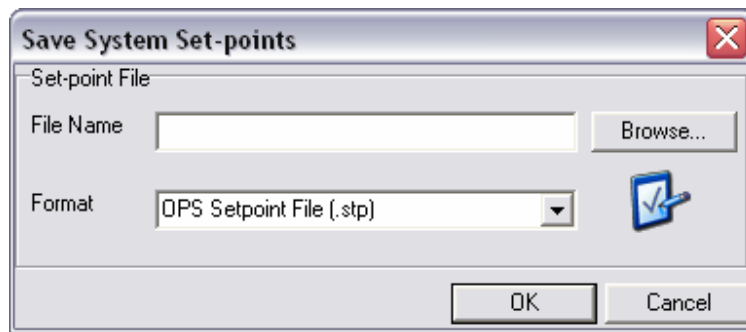 Save System Set-points
Set-point File
File Name
Browse...
Format
OPS Setpoint File (.stp)
OK
Cancel